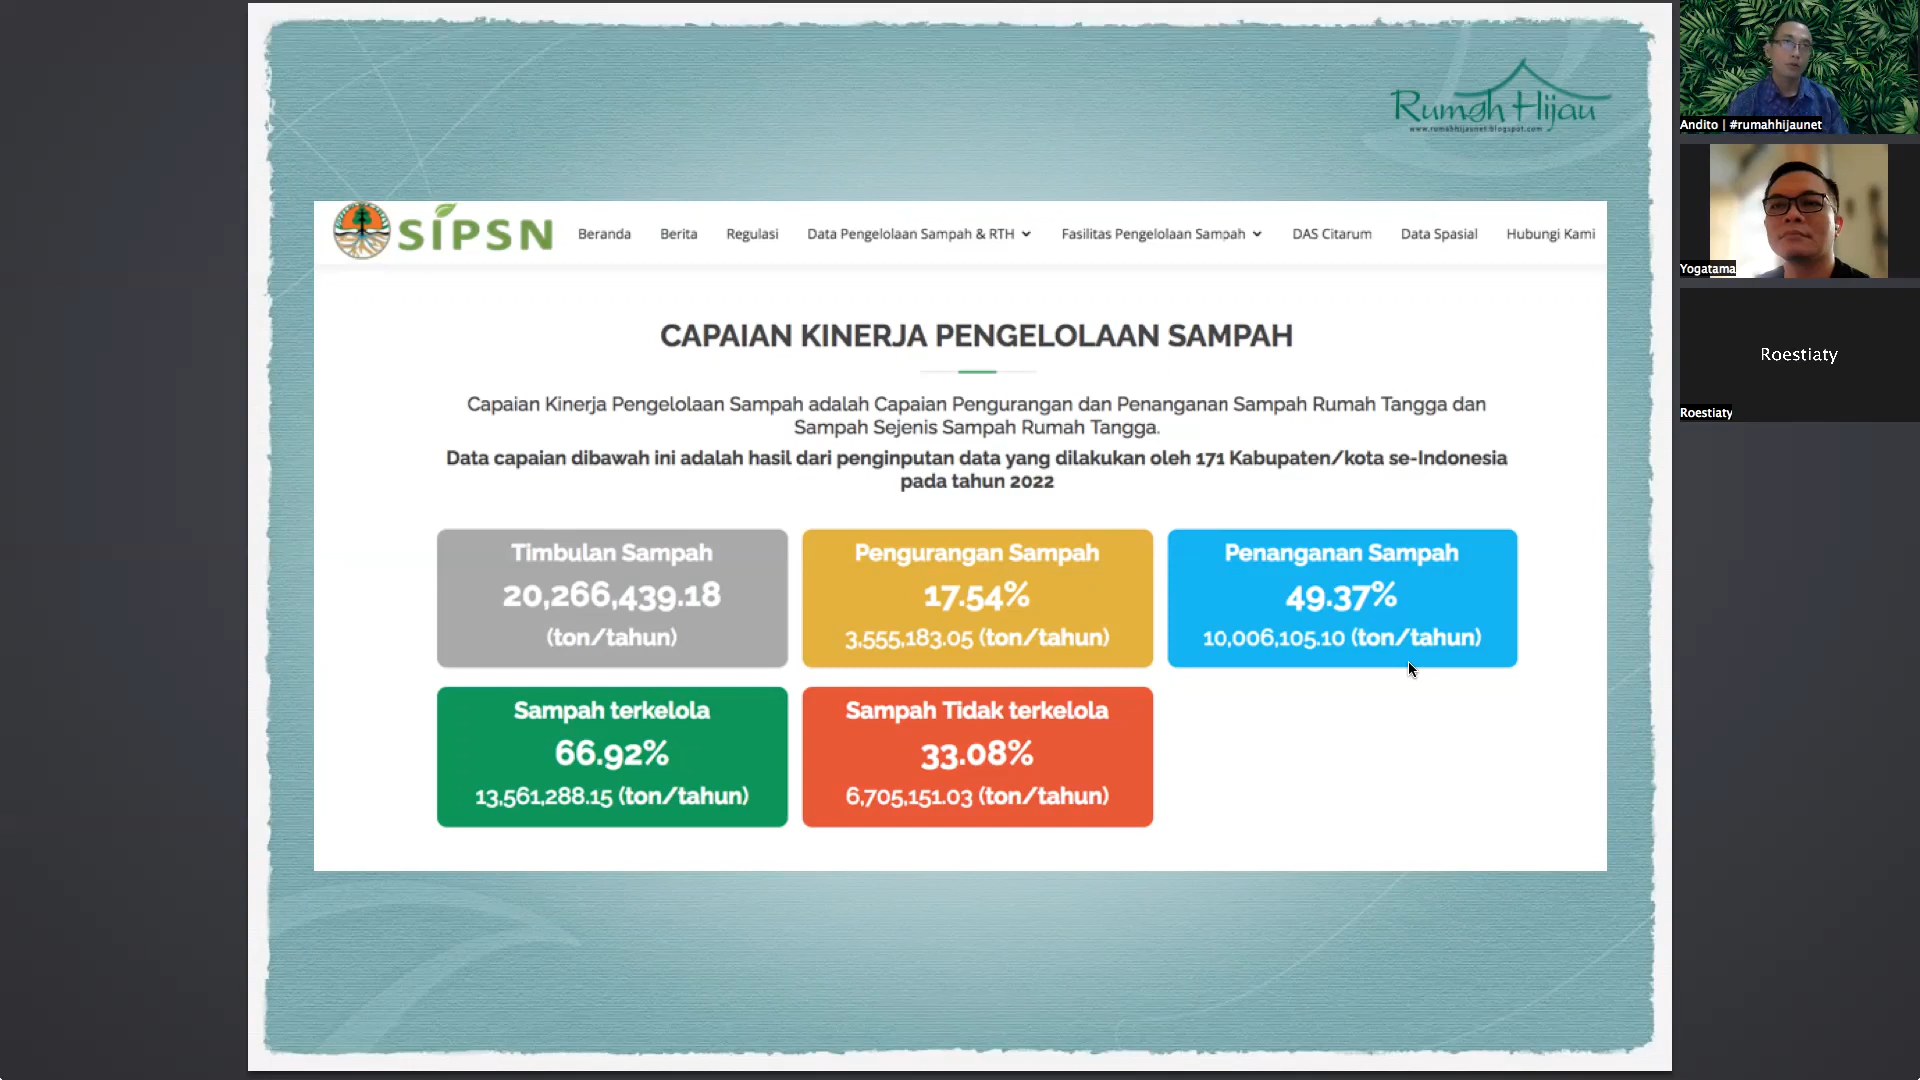 Rumah Hijau
www.rumahhijaunet.blogspot.com
SIPSN
Beranda Berita Regulasi Data Pengelolaan Sampah & RTH Fasilitas Pengelolaan Sampah DAS Citarum Data Spasial Hubungi Kami
CAPAIAN KINERJA PENGELOLAAN SAMPAH
Capaian Kinerja Pengelolaan Sampah adalah Capaian Pengurangan dan Penanganan Sampah Rumah Tangga dan
Sampah Sejenis Sampah Rumah Tangga.
Data capaian dibawah ini adalah hasil dari penginputan data yang dilakukan oleh 171 Kabupaten/kota se-Indonesia
pada tahun 2022
Timbulan Sampah
20,266,439.18
(ton/tahun)
Pengurangan Sampah
17.54%
3,555,183.05 (ton/tahun)
Penanganan Sampah
49.37%
10,006,105.10 (ton/tahun)
Sampah terkelola
66.92%
13,561,288.15 (ton/tahun)
Sampah Tidak terkelola
33.08%
6,705,151.03 (ton/tahun)
Andito | #rumahhijaunet
Yogatama
Roestiaty
Roestiaty